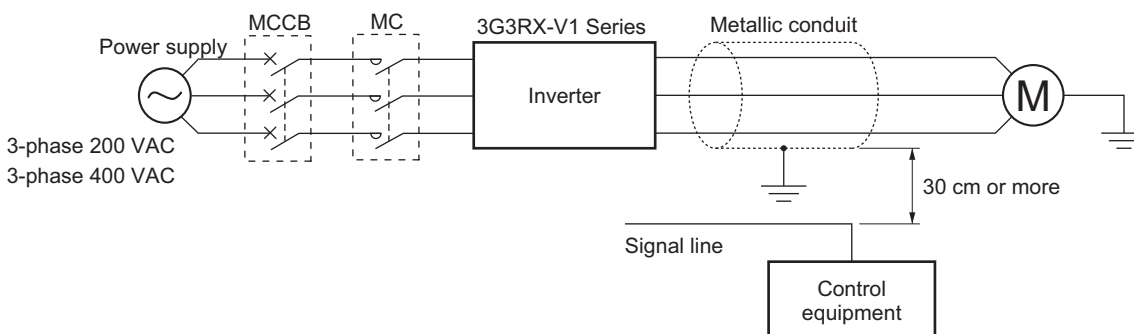 MCCB
MC
3G3RX-V1 Series
Metallic conduit
Power supply
Inverter
M
3-phase 200 VAC
3-phase 400 VAC
30 cm or more
Signal line
Control
equipment